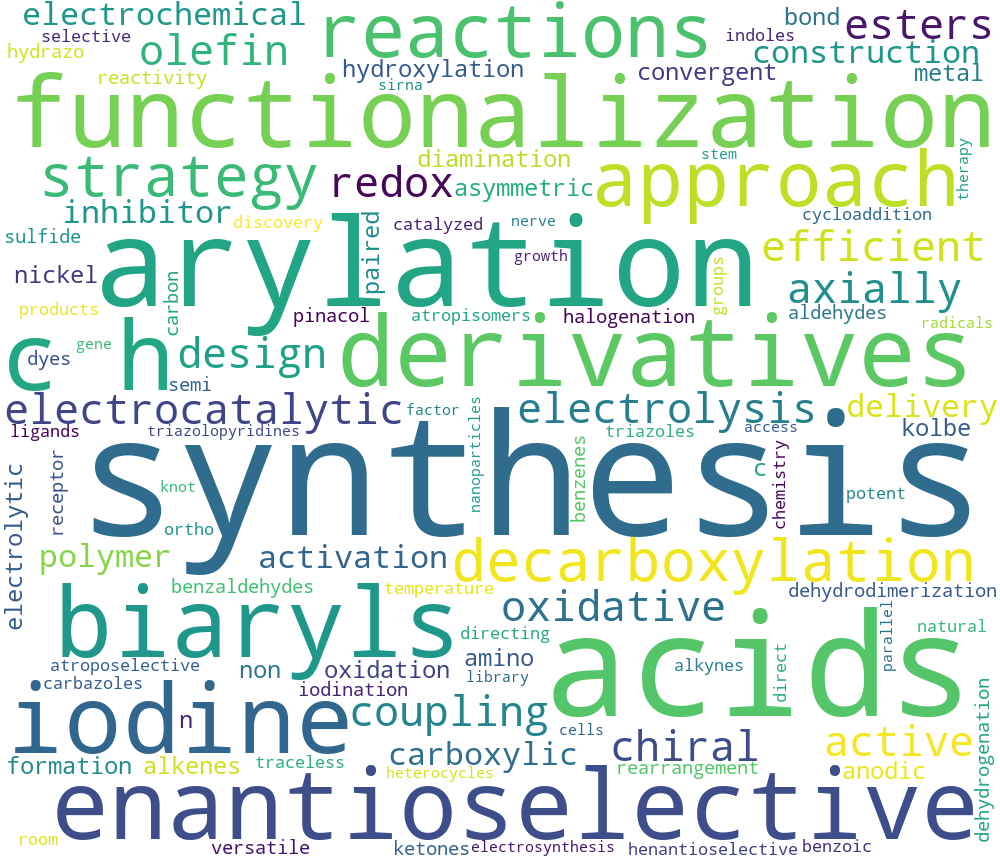 electrochemical
reactions
bond
esters
selective
indoles
hydrazo
olefin
construction
reactivity
hydroxylation
convergent
metal
sirna
functionalization
strategy
diamination
stem
therapy
redox
asymmetric
approach
inhibitor
discovery
paired
catalyzed
nerve
cycloaddition
sulfide
arylation
growth
groups
efficient
nickel
carbon
axially
products
pinacol
atropisomers
halogenation
aldehydes
radicals
c h
dyes
gene
design
derivatives
semi
electrocatalytic
factor
electrolysis
delivery
ligands
triazolopyridines
nanoparticles
benzenes
triazoles
access
kolbe
electrolytic
receptor
synthesis
knot
c
chemistry
potent
ortho
polymer
activation
decarboxylation
benzaldehydes
temperature
dehydrodimerization
biaryls
oxidative
parallel
natural
directing
acids
atroposelective
non
oxidation
amino
alkynes
direct
carbazoles
library
iodination
dehydrogenation
iodine
n
coupling
cells
chiral
active
carboxylic
formation
alkenes
traceless
heterocycles
rearrangement
anodic
enantioselective
room
versatile
ketones
electrosynthesis
henantioselective
benzoic